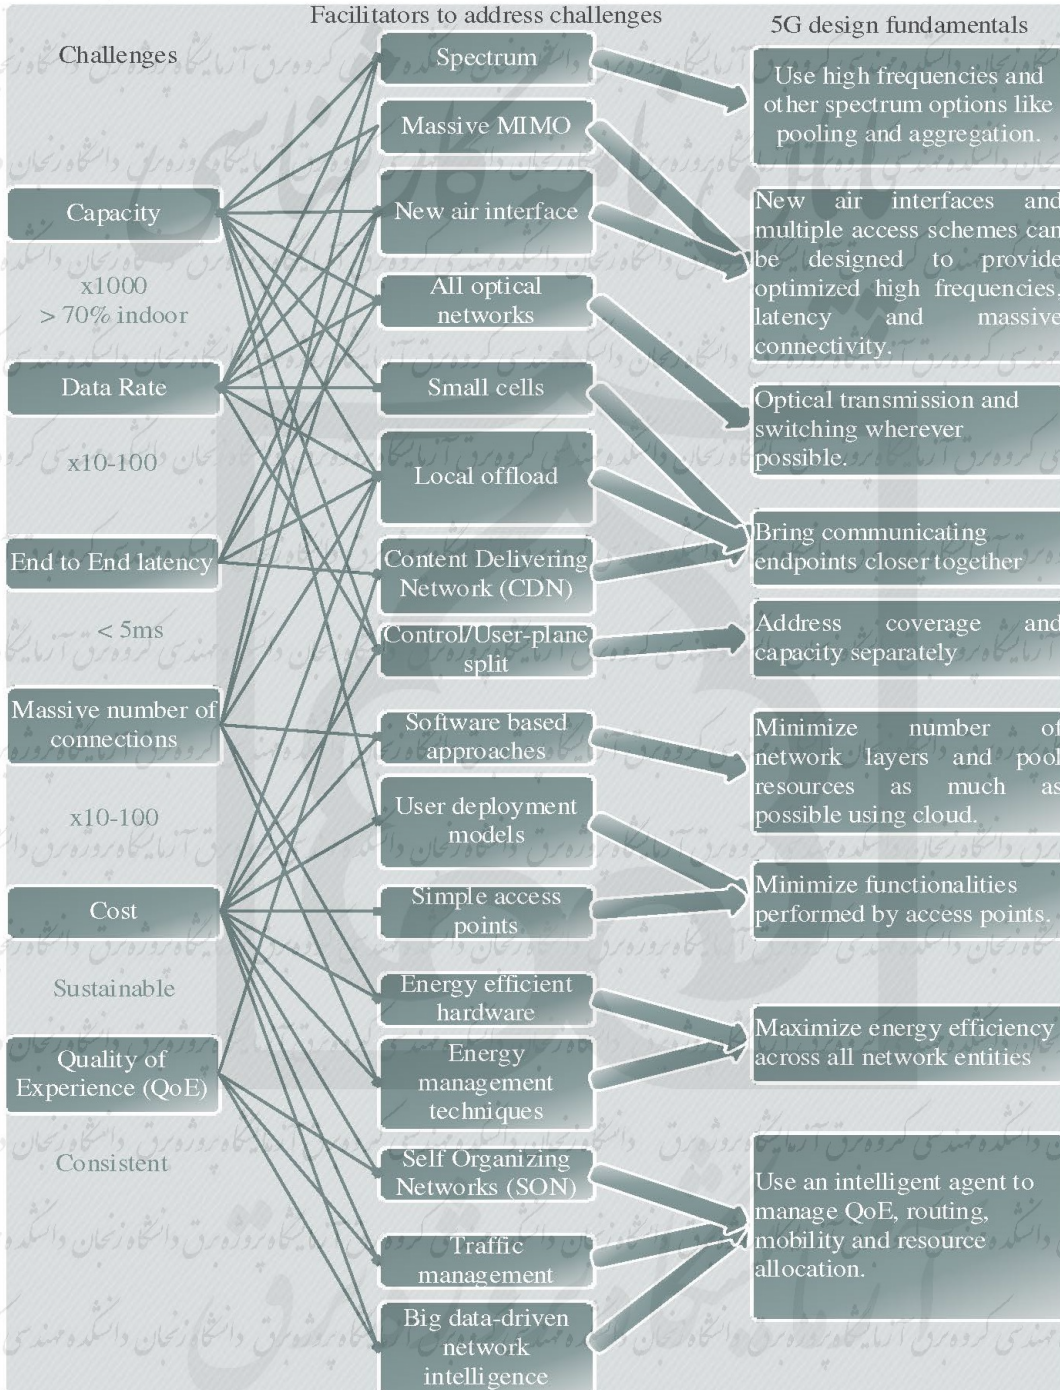 Facilitators to address challenges
5G design fundamentals
Challenges
Capacity
x1000
> 70% indoor
Data Rate
x10-100
End to End latency
< 5ms
Massive number of
connections
x10-100
Cost
Sustainable
Quality of
Experience (QoE)
Consistent
Spectrum
Massive MIMO
New air interface
All optical
networks
Small cells
Local offload
Content Delivering
Network (CDN)
Control/User-plane
split
Software based
approaches
User deployment
models
Simple access
points
Energy efficient
hardware
Energy
management
techniques
Self Organizing
Networks (SON)
Traffic
management
Big data-driven
network
intelligence
Use high frequencies and
other spectrum options like
pooling and aggregation.
New air interfaces and
multiple access schemes can
be designed to provide
optimized high frequencies,
latency and massive
connectivity.
Optical transmission and
switching wherever
possible.
Bring communicating
endpoints closer together
Address coverage and
capacity separately
Minimize number of
network layers and pool
resources as much as
possible using cloud.
Minimize functionalities
performed by access points.
Maximize energy efficiency
across all network entities
Use an intelligent agent to
manage QoE, routing,
mobility and resource
allocation.